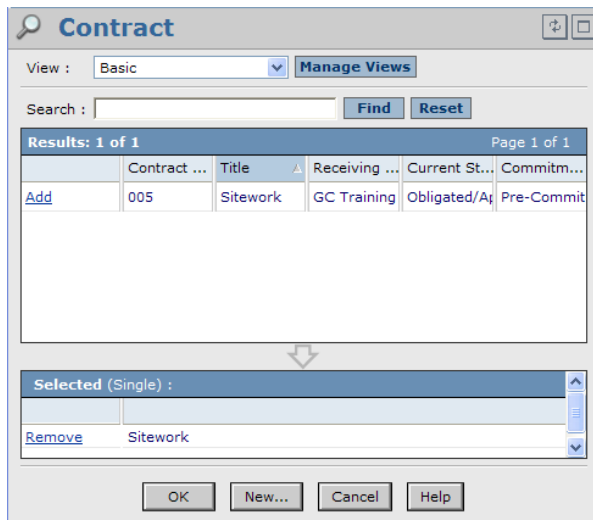 Contract
View : Basic Manage Views
Search : Find Reset
Results: 1 of 1 Page 1 of 1
Contract ... Title Receiving ... Current St... Commitm...
Add 005 Sitework GC Training Obligated/Ap Pre-Commit
Selected (Single) :
Remove Sitework
OK New... Cancel Help